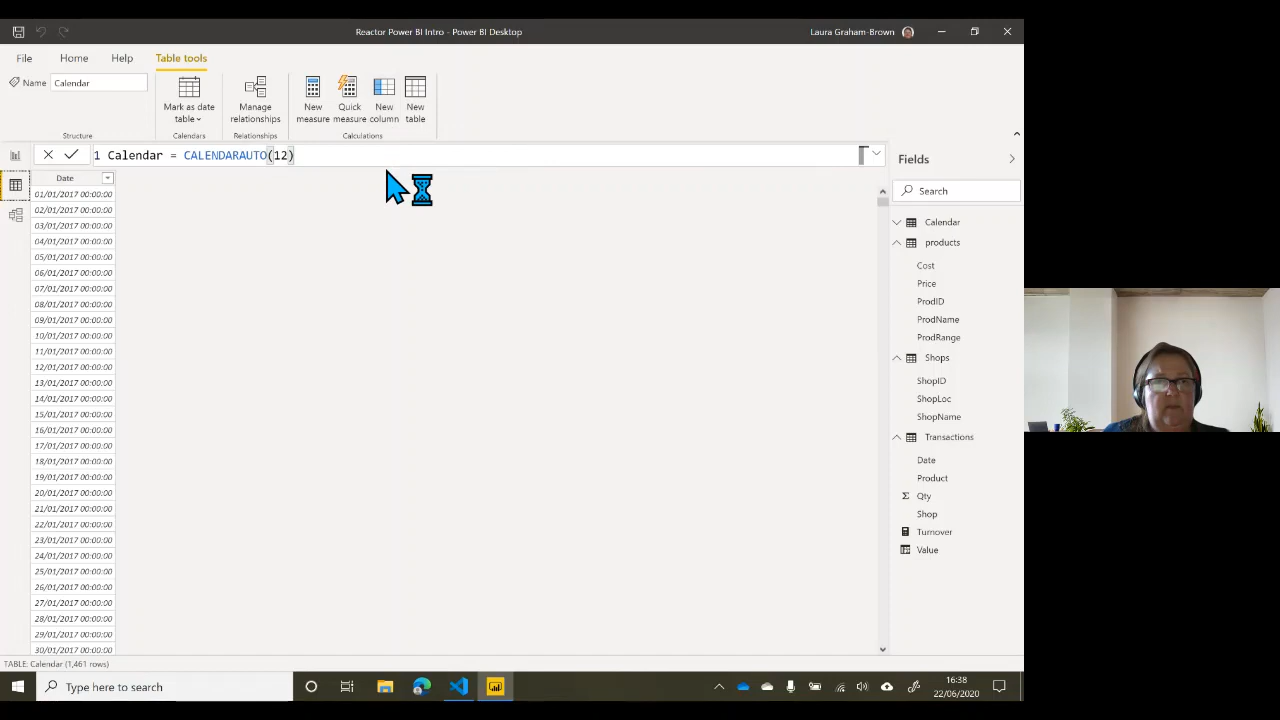 Reactor Power BI Intro - Power BI Desktop
Laura Graham-Brown
File
Home
Help
Table tools
Name
Calendar
Mark as date
table
Manage
relationships
New
measure
Quick
measure
New
column
New
table
Structure
Calendars
Relationships
Calculations
1 Calendar = CALENDARAUTO(12)
Date
01/01/2017 00:00:00
02/01/2017 00:00:00
03/01/2017 00:00:00
04/01/2017 00:00:00
05/01/2017 00:00:00
06/01/2017 00:00:00
07/01/2017 00:00:00
08/01/2017 00:00:00
09/01/2017 00:00:00
10/01/2017 00:00:00
11/01/2017 00:00:00
12/01/2017 00:00:00
13/01/2017 00:00:00
14/01/2017 00:00:00
15/01/2017 00:00:00
16/01/2017 00:00:00
17/01/2017 00:00:00
18/01/2017 00:00:00
19/01/2017 00:00:00
20/01/2017 00:00:00
21/01/2017 00:00:00
22/01/2017 00:00:00
23/01/2017 00:00:00
24/01/2017 00:00:00
25/01/2017 00:00:00
26/01/2017 00:00:00
27/01/2017 00:00:00
28/01/2017 00:00:00
29/01/2017 00:00:00
30/01/2017 00:00:00
Fields
Search
Calendar
products
Cost
Price
ProdID
ProdName
ProdRange
Shops
ShopID
ShopLoc
ShopName
Transactions
Date
Product
Σ Qty
Shop
Turnover
Value
TABLE: Calendar (1,461 rows)
Type here to search
16:38
22/06/2020